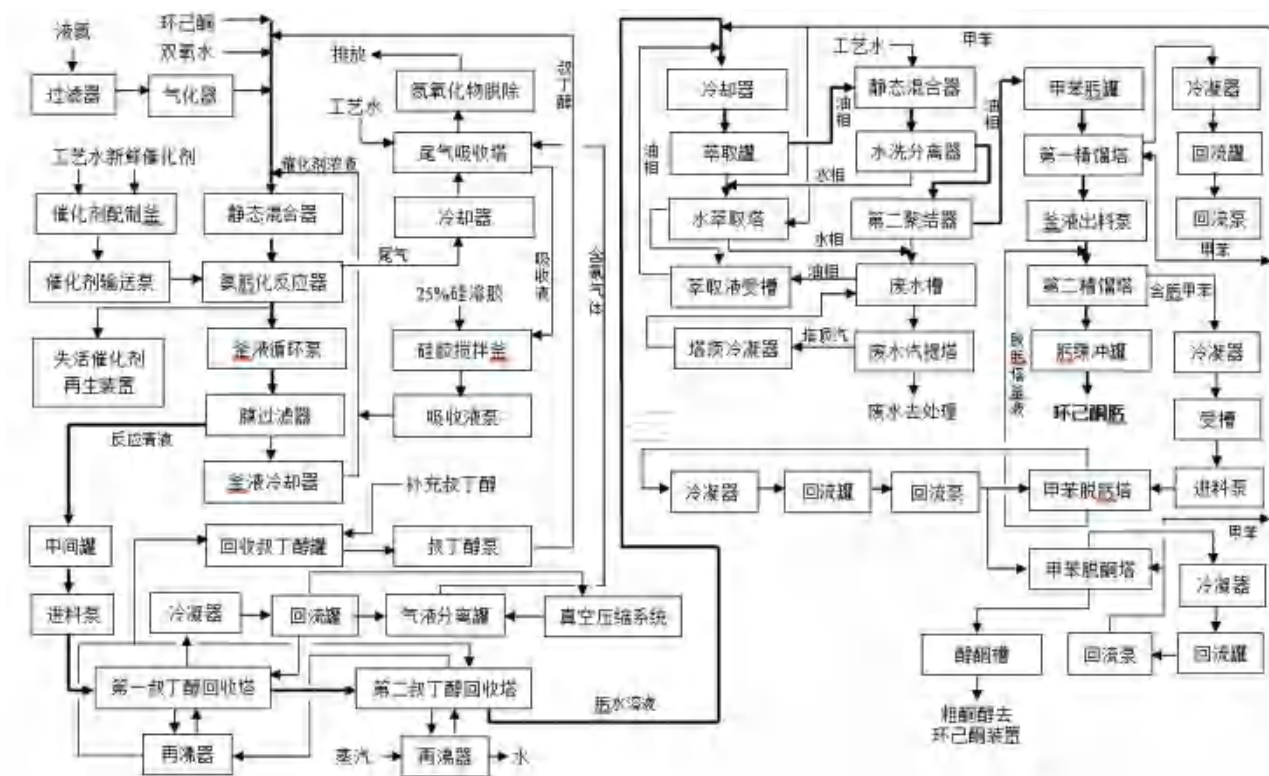 环己酮
液氨
双氧水
过滤器
气化器
排放
氮氧化物脱除
叔丁醇
工艺水
尾气吸收塔
催化剂溶液
工艺水新鲜催化剂
催化剂配制釜
静态混合器
冷却器
催化剂输送泵
氨肟化反应器
尾气
吸收液
含氨气体
25%硅溶胶
失活催化剂
再生装置
釜液循环泵
硅胶搅拌釜
膜过滤器
吸收液泵
反应清液
釜液冷却器
补充叔丁醇
中间罐
回收叔丁醇罐
叔丁醇泵
进料泵
冷凝器
回流罐
气液分离罐
真空压缩系统
第一叔丁醇回收塔
第二叔丁醇回收塔
肟水溶液
再沸器
蒸汽
再沸器
水
甲苯
工艺水
冷却器
静态混合器
甲苯肟罐
冷凝器
油相
油相
油相
萃取罐
水洗分离器
第一精馏塔
回流罐
水相
水萃取塔
第二聚结器
釜液出料泵
回流泵
水相
甲苯
油相
萃取液受槽
废水槽
第二精馏塔
含肟甲苯
塔顶冷凝器
塔顶汽
废水汽提塔
脱肟塔釜液
肟缓冲罐
冷凝器
废水去处理
环己酮肟
受槽
冷凝器
回流罐
回流泵
甲苯脱肟塔
进料泵
甲苯
甲苯脱酮塔
冷凝器
醇酮槽
回流泵
回流罐
粗酮醇去
环己酮装置